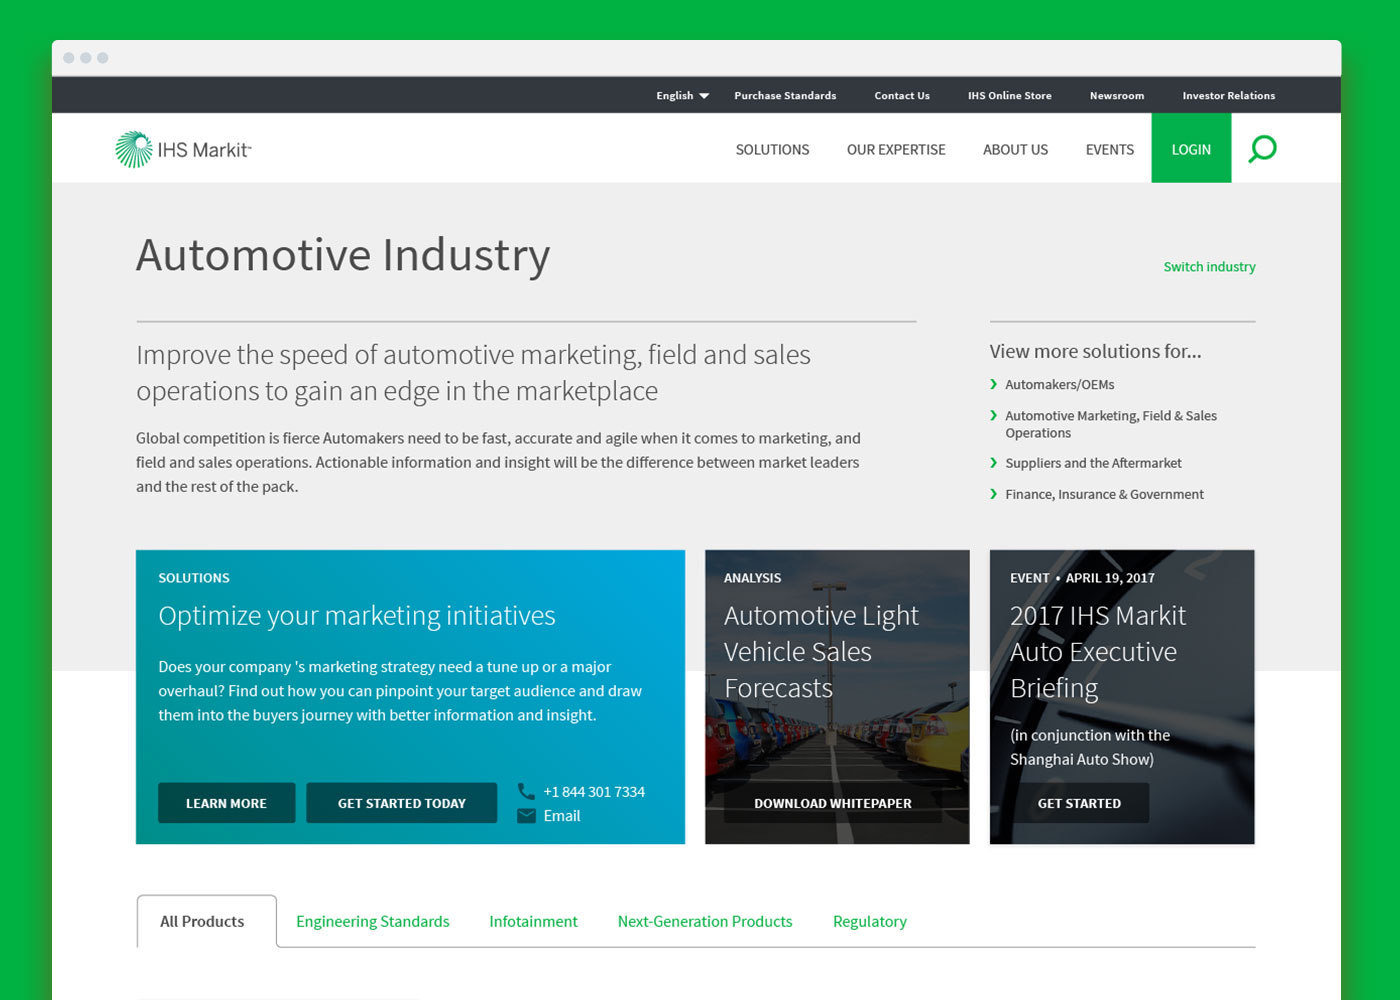 English
Purchase Standards
Contact Us
IHS Online Store
Newsroom
Investor Relations
IHS Markit™
SOLUTIONS
OUR EXPERTISE
ABOUT US
EVENTS
LOGIN
Automotive Industry
Switch industry
Improve the speed of automotive marketing, field and sales
operations to gain an edge in the marketplace
Global competition is fierce Automakers need to be fast, accurate and agile when it comes to marketing, and
field and sales operations. Actionable information and insight will be the difference between market leaders
and the rest of the pack.
View more solutions for...
Automakers/OEMs
Automotive Marketing, Field & Sales
Operations
Suppliers and the Aftermarket
Finance, Insurance & Government
SOLUTIONS
Optimize your marketing initiatives
Does your company 's marketing strategy need a tune up or a major
overhaul? Find out how you can pinpoint your target audience and draw
them into the buyers journey with better information and insight.
LEARN MORE
GET STARTED TODAY
+1 844 301 7334
Email
ANALYSIS
Automotive Light
Vehicle Sales
Forecasts
DOWNLOAD WHITEPAPER
EVENT • APRIL 19, 2017
2017 IHS Markit
Auto Executive
Briefing
(in conjunction with the
Shanghai Auto Show)
GET STARTED
All Products
Engineering Standards
Infotainment
Next-Generation Products
Regulatory